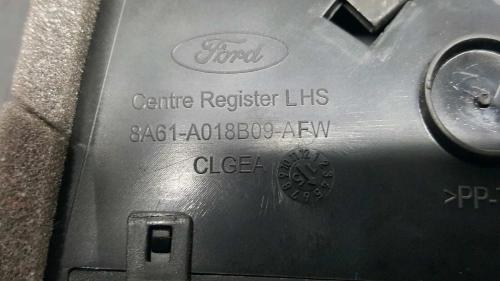 Ford
Centre Register LHS
8A61-A018B09-AFW
CLGEA
>PP-